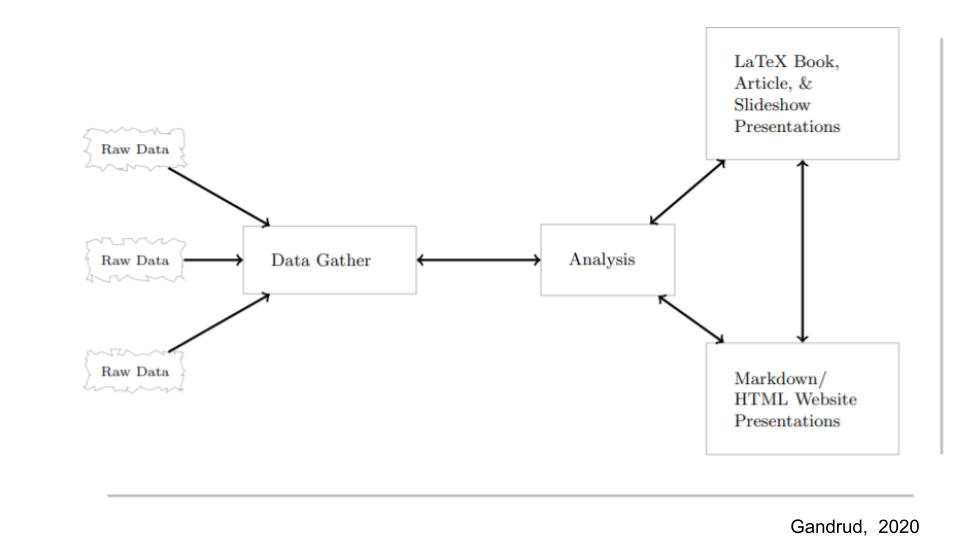 Raw Data
Raw Data
Raw Data
Data Gather
Analysis
LaTeX Book,
Article, &
Slideshow
Presentations
Markdown/
HTML Website
Presentations
Gandrud, 2020